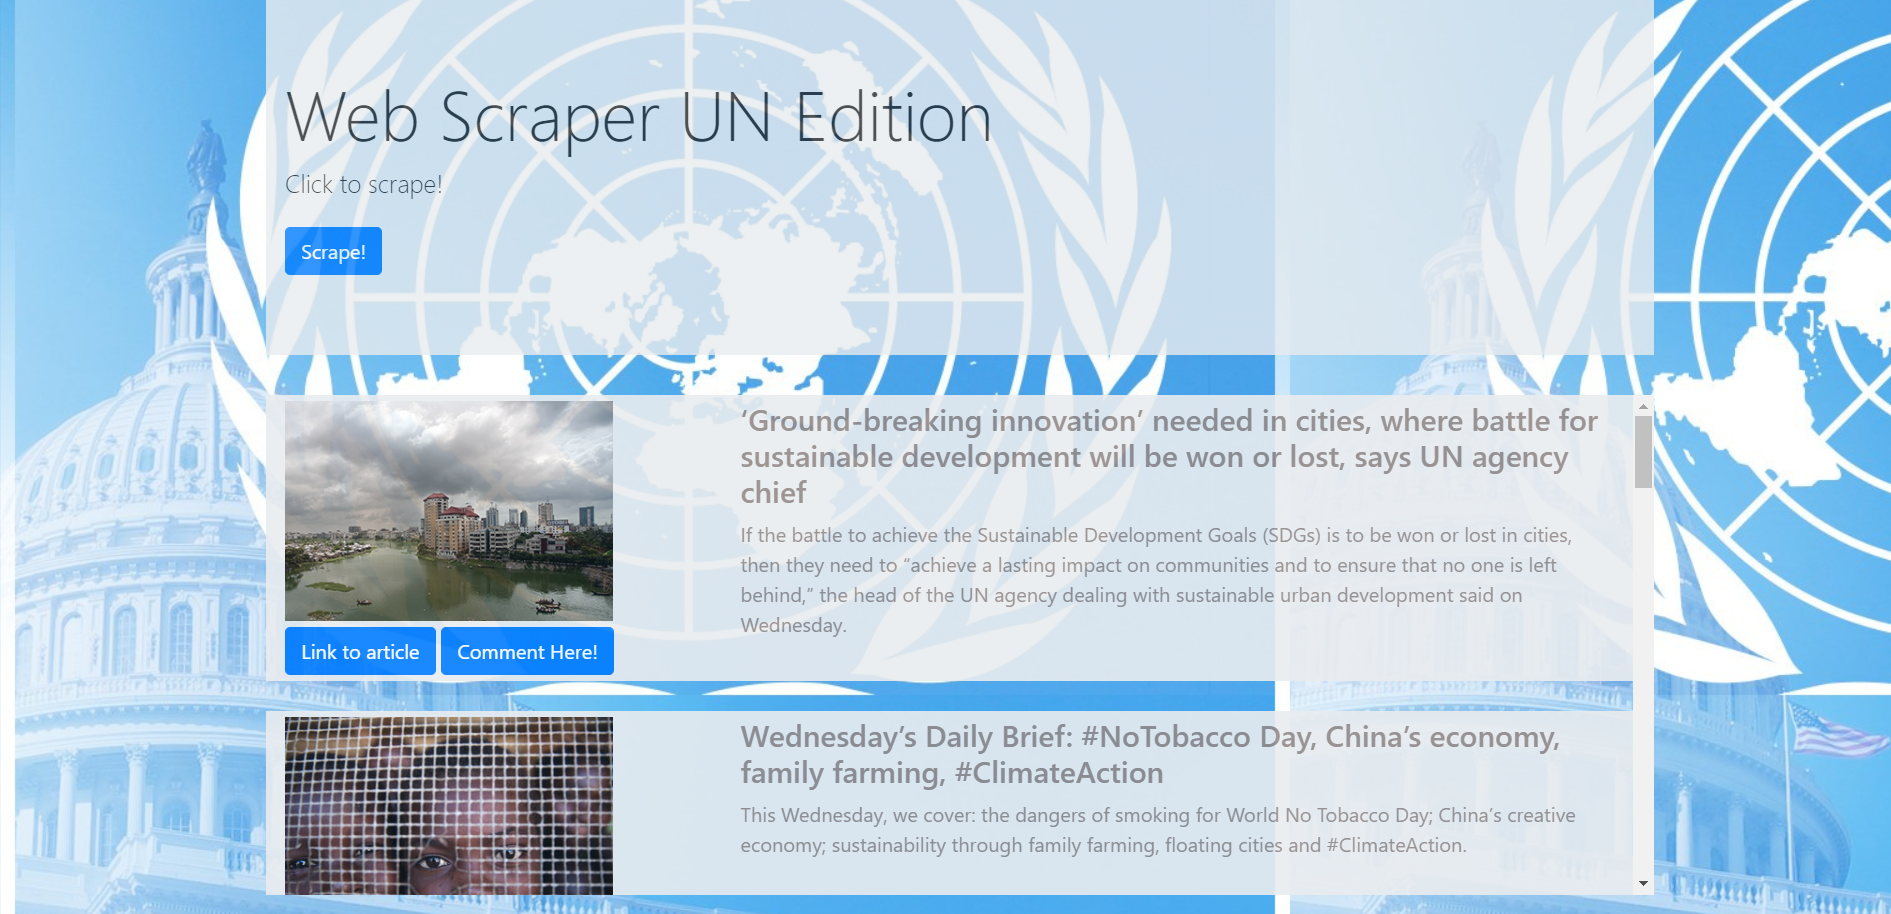 Web Scraper UN Edition
Click to scrape!
Scrape!
‘Ground-breaking innovation’ needed in cities, where battle for
sustainable development will be won or lost, says UN agency
chief
If the battle to achieve the Sustainable Development Goals (SDGs) is to be won or lost in cities,
then they need to “achieve a lasting impact on communities and to ensure that no one is left
behind,” the head of the UN agency dealing with sustainable urban development said on
Wednesday.
Link to article
Comment Here!
Wednesday’s Daily Brief: #NoTobacco Day, China’s economy,
family farming, #ClimateAction
This Wednesday, we cover: the dangers of smoking for World No Tobacco Day; China’s creative
economy; sustainability through family farming, floating cities and #ClimateAction.